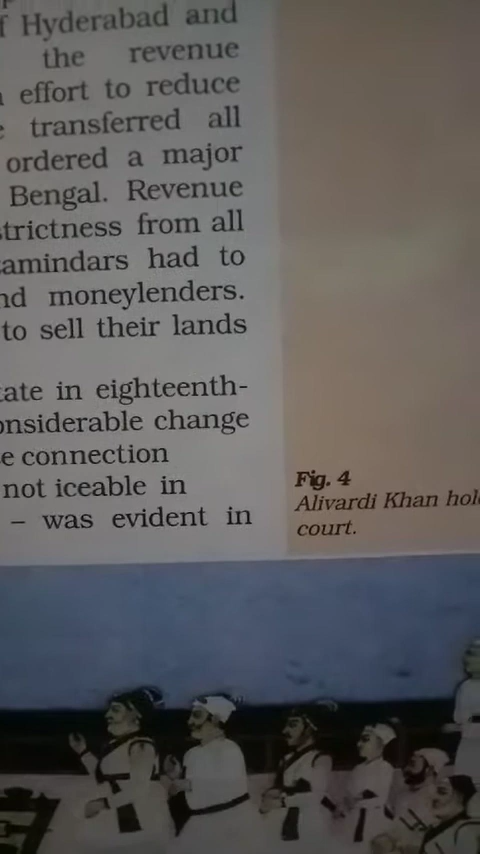 f Hyderabad and
the revenue
effort to reduce
transferred all
ordered a major
Bengal. Revenue
trictness from all
amindars had to
nd moneylenders.
to sell their lands
ate in eighteenth-
onsiderable change
e connection
not iceable in
– was evident in
Fig. 4
Alivardi Khan hol
court.